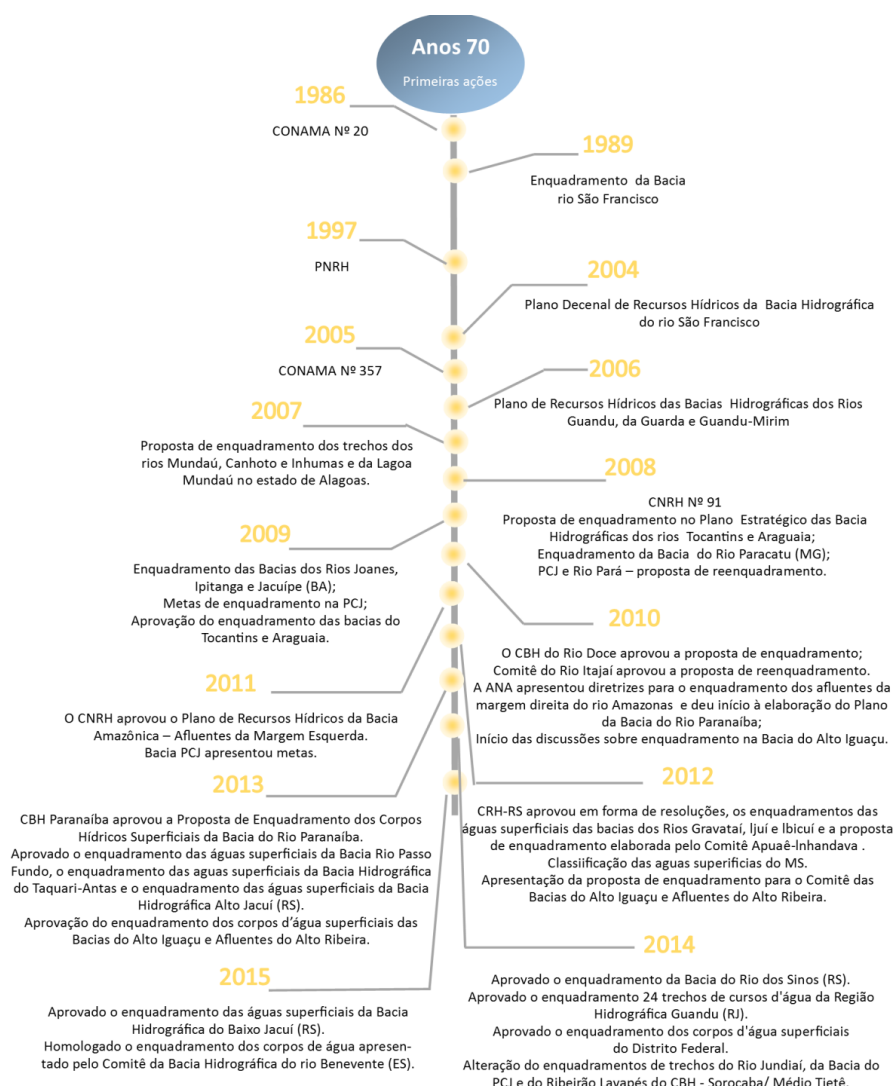 Anos 70
Primeiras ações
1986
CONAMA Nº 20
1989
Enquadramento da Bacia
rio São Francisco
1997
PNRH
2004
Plano Decenal de Recursos Hídricos da Bacia Hidrográfica
do rio São Francisco
2005
CONAMA Nº 357
2006
Plano de Recursos Hídricos das Bacias Hidrográficas dos Rios
Guandu, da Guarda e Guandu-Mirim
2007
Proposta de enquadramento dos trechos dos
rios Mundaú, Canhoto e Inhumas e da Lagoa
Mundaú no estado de Alagoas.
2008
CNRH Nº 91
Proposta de enquadramento no Plano Estratégico das Bacia
Hidrográficas dos rios Tocantins e Araguaia;
Enquadramento da Bacia do Rio Paracatu (MG);
PCJ e Rio Pará – proposta de reenquadramento.
2009
Enquadramento das Bacias dos Rios Joanes,
Ipitanga e Jacuípe (BA);
Metas de enquadramento na PCJ;
Aprovação do enquadramento das bacias do
Tocantins e Araguaia.
2010
O CBH do Rio Doce aprovou a proposta de enquadramento;
Comitê do Rio Itajaí aprovou a proposta de reenquadramento.
A ANA apresentou diretrizes para o enquadramento dos afluentes da
margem direita do rio Amazonas e deu início à elaboração do Plano
da Bacia do Rio Paranaíba;
Início das discussões sobre enquadramento na Bacia do Alto Iguaçu.
2011
O CNRH aprovou o Plano de Recursos Hídricos da Bacia
Amazônica – Afluentes da Margem Esquerda.
Bacia PCJ apresentou metas.
2012
CRH-RS aprovou em forma de resoluções, os enquadramentos das
águas superficiais das bacias dos Rios Gravataí, Ijuí e Ibicuí e a proposta
de enquadramento elaborada pelo Comitê Apuaê-Inhandava .
Classiificação das aguas superificias do MS.
Apresentação da proposta de enquadramento para o Comitê das
Bacias do Alto Iguaçu e Afluentes do Alto Ribeira.
2013
CBH Paranaíba aprovou a Proposta de Enquadramento dos Corpos
Hídricos Superficiais da Bacia do Rio Paranaíba.
Aprovado o enquadramento das águas superficiais da Bacia Rio Passo
Fundo, o enquadramento das aguas superficiais da Bacia Hidrográfica
do Taquari-Antas e o enquadramento das águas superficiais da Bacia
Hidrográfica Alto Jacuí (RS).
Aprovação do enquadramento dos corpos d'água superficiais das
Bacias do Alto Iguaçu e Afluentes do Alto Ribeira.
2014
Aprovado o enquadramento da Bacia do Rio dos Sinos (RS).
Aprovado o enquadramento 24 trechos de cursos d'água da Região
Hidrográfica Guandu (RJ).
Aprovado o enquadramento dos corpos d'água superficiais
do Distrito Federal.
Alteração do enquadramentos de trechos do Rio Jundiaí, da Bacia do
PCJ e do Ribeirão Lavapés do CBH - Sorocaba/ Médio Tietê.
2015
Aprovado o enquadramento das águas superficiais da Bacia
Hidrográfica do Baixo Jacuí (RS).
Homologado o enquadramento dos corpos de água apresen-
tado pelo Comitê da Bacia Hidrográfica do rio Benevente (ES).